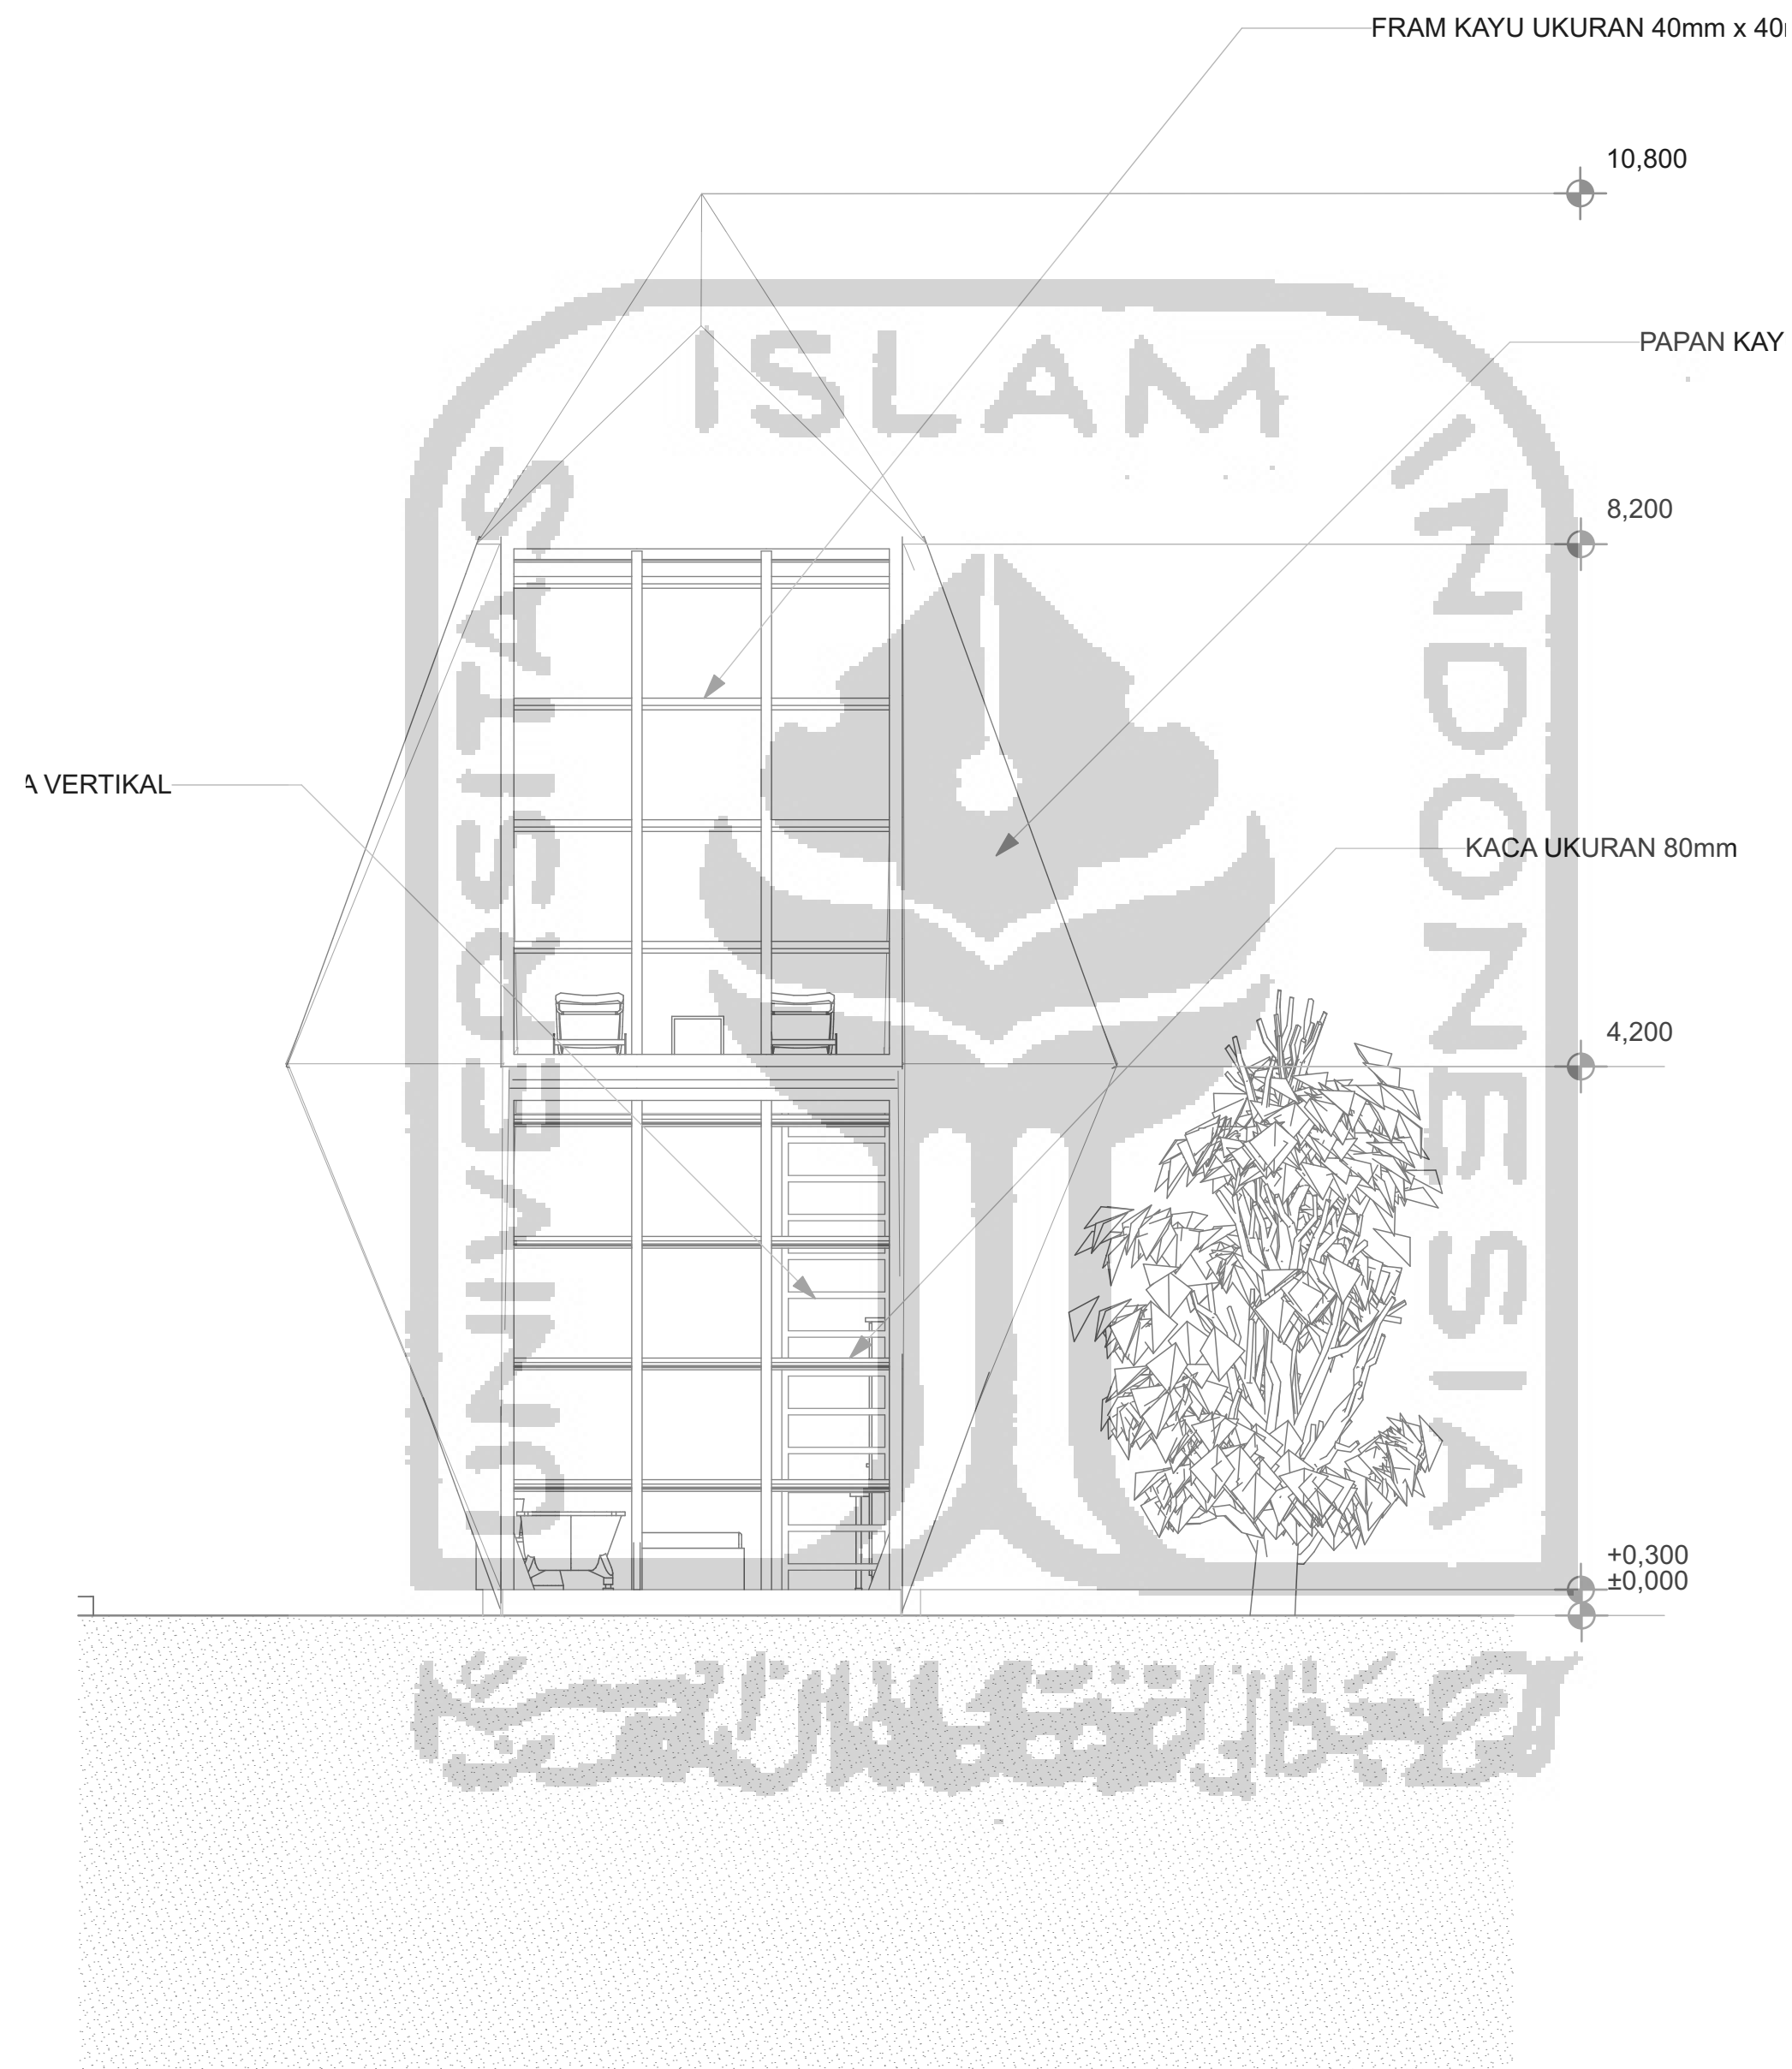 FRAM KAYU UKURAN 40mm x 40
10,800
ISLAM
PAPAN KAY
UNIVERSITAS
INDONESIA
8,200
A VERTIKAL
KACA UKURAN 80mm
4,200
+0,300
±0,000